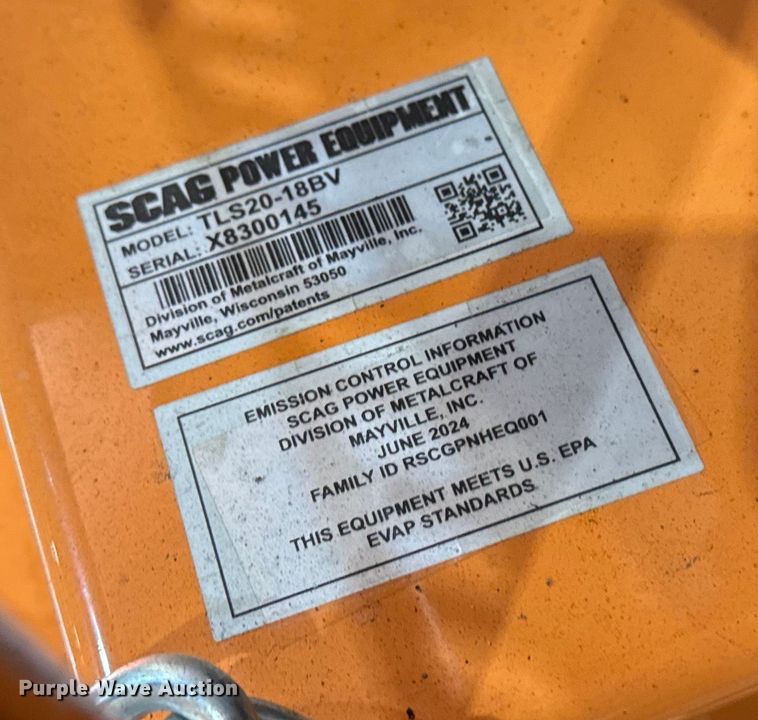 SCAG POWER EQUIPMENT
MODEL: TLS20-18BV
SERIAL: X8300145
Division of Metalcraft of Mayville, Inc.
Mayville, Wisconsin 53050
www.scag.com/patents
EMISSION CONTROL INFORMATION
SCAG POWER EQUIPMENT
DIVISION OF METALCRAFT OF
MAYVILLE, INC.
JUNE 2024
FAMILY ID RSCGPNHEQ001
THIS EQUIPMENT MEETS U.S. EPA
EVAP STANDARDS
Purple Wave Auction